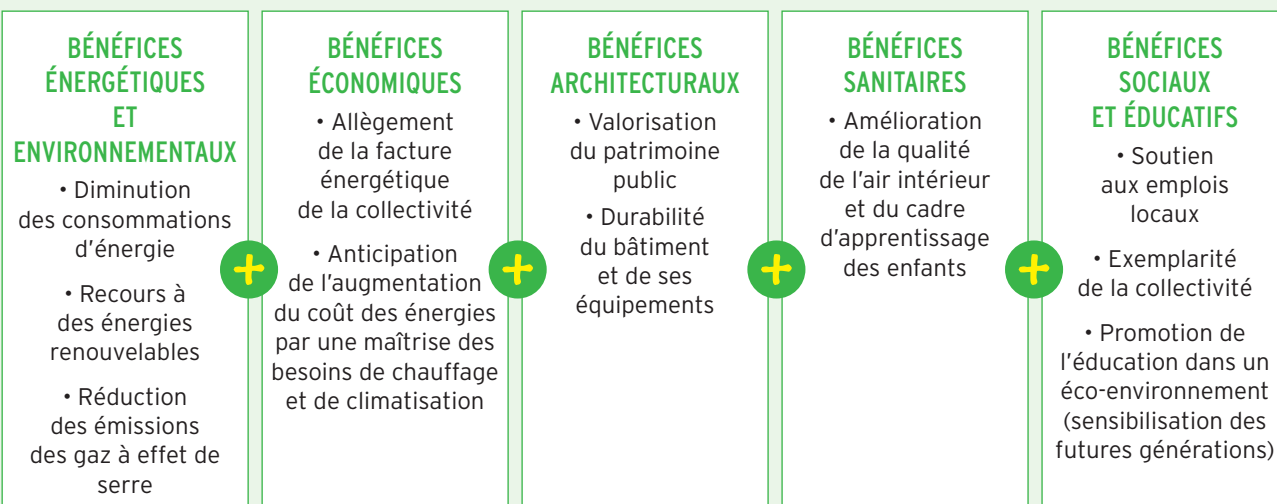 BÉNÉFICES
ÉNERGÉTIQUES
ET
ENVIRONNEMENTAUX
• Diminution
des consommations
d'énergie
• Recours à
des énergies
renouvelables
• Réduction
des émissions
des gaz à effet de
serre
+
BÉNÉFICES
ÉCONOMIQUES
• Allègement
de la facture
énergétique
de la collectivité
• Anticipation
de l'augmentation
du coût des énergies
par une maîtrise des
besoins de chauffage
et de climatisation
+
BÉNÉFICES
ARCHITECTURAUX
• Valorisation
du patrimoine
public
• Durabilité
du bâtiment
et de ses
équipements
+
BÉNÉFICES
SANITAIRES
• Amélioration
de la qualité
de l'air intérieur
et du cadre
d'apprentissage
des enfants
+
BÉNÉFICES
SOCIAUX
ET ÉDUCATIFS
• Soutien
aux emplois
locaux
• Exemplarité
de la collectivité
• Promotion de
l'éducation dans un
éco-environnement
(sensibilisation des
futures générations)